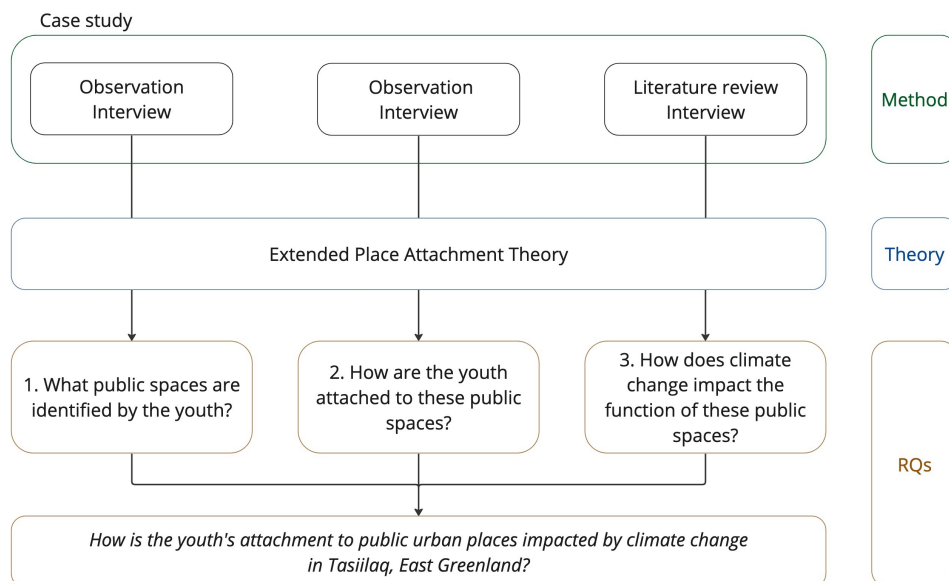 Case study
Observation
Interview
Observation
Interview
Literature review
Interview
Method
Extended Place Attachment Theory
Theory
1. What public spaces are
identified by the youth?
2. How are the youth
attached to these public
spaces?
3. How does climate
change impact the
function of these public
spaces?
RQs
How is the youth's attachment to public urban places impacted by climate change
in Tasiilaq, East Greenland?